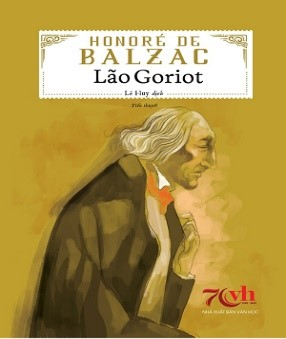 HONORÉ DE
BALZAC
Lão Goriot
Lê Huy dịch
Tiểu thuyết
70 vh
NHÀ XUẤT BẢN VĂN HỌC